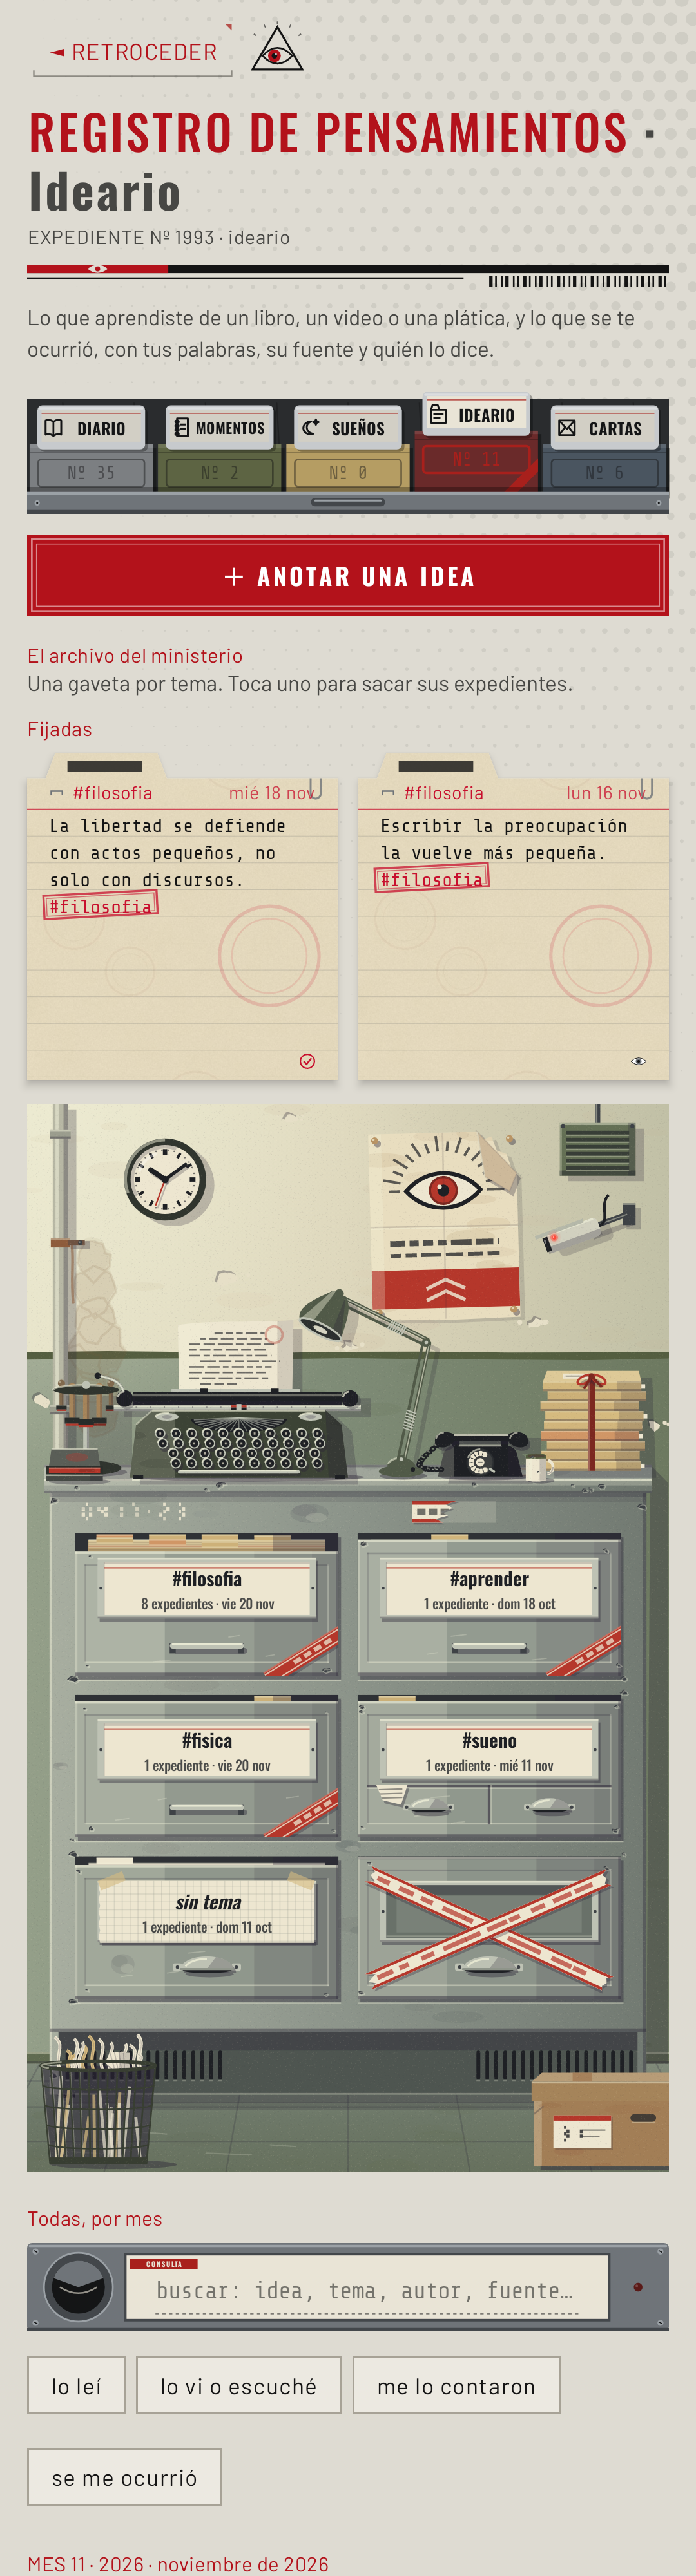 ◄ RETROCEDER
REGISTRO DE PENSAMIENTOS ·
Ideario
EXPEDIENTE Nº 1993 · ideario
Lo que aprendiste de un libro, un video o una plática, y lo que se te
ocurrió, con tus palabras, su fuente y quién lo dice.
DIARIO
MOMENTOS
SUEÑOS
IDEARIO
CARTAS
Nº 35
Nº 2
Nº 0
Nº 11
Nº 6
+ ANOTAR UNA IDEA
El archivo del ministerio
Una gaveta por tema. Toca uno para sacar sus expedientes.
Fijadas
#filosofia mié 18 nov
La libertad se defiende
con actos pequeños, no
solo con discursos.
#filosofia
#filosofia lun 16 nov
Escribir la preocupación
la vuelve más pequeña.
#filosofia
#filosofia
8 expedientes · vie 20 nov
#aprender
1 expediente · dom 18 oct
#fisica
1 expediente · vie 20 nov
#sueno
1 expediente · mié 11 nov
sin tema
1 expediente · dom 11 oct
Todas, por mes
CONSULTA
buscar: idea, tema, autor, fuente…
lo leí
lo vi o escuché
me lo contaron
se me ocurrió
MES 11 · 2026 · noviembre de 2026